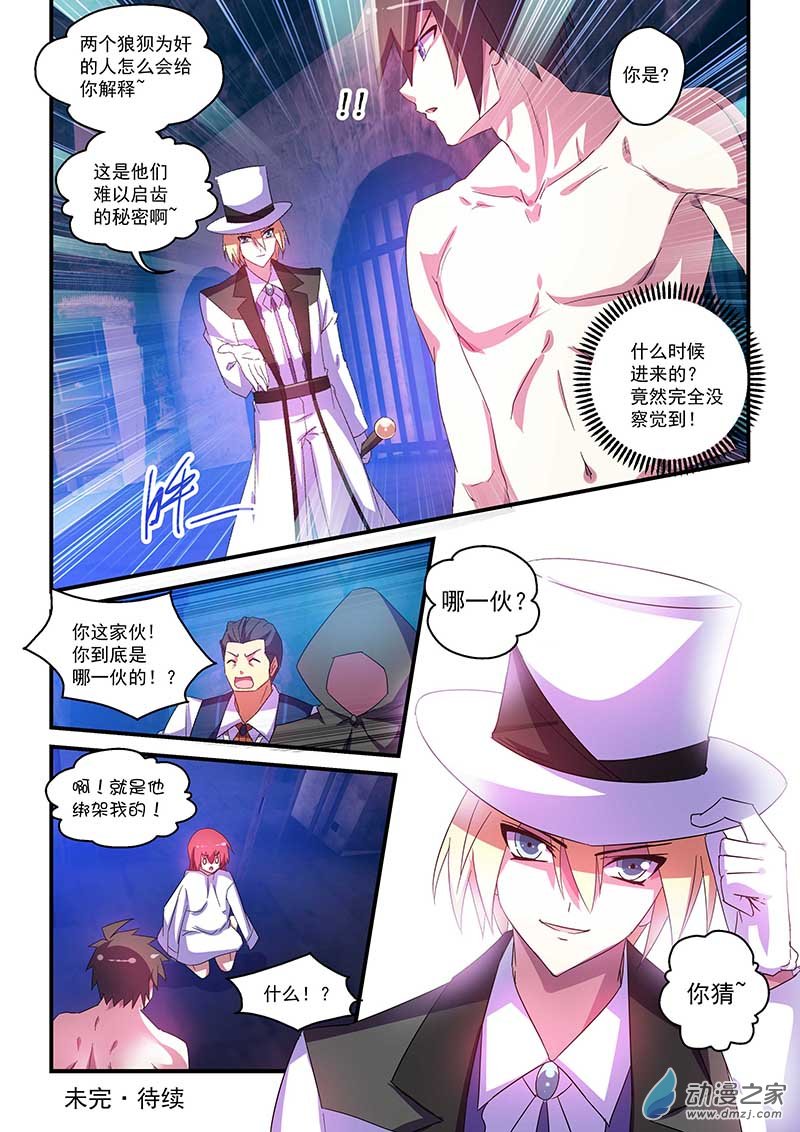 两个狼狈为奸
的人怎么会给
你解释~
这是他们
难以启齿
的秘密啊~
!!
你是?
什么时候
进来的?
竟然完全没
察觉到!
你这家伙!
你到底是
哪一伙的!?
哪一伙?
啊!就是他
绑架我的!
什么!?
你猜~
未完·待续
动漫之家
www.dmzj.com